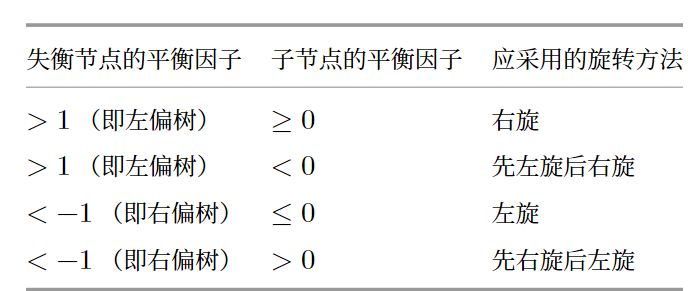 失衡节点的平衡因子 子节点的平衡因子 应采用的旋转方法
> 1 （即左偏树） ≥ 0 右旋
> 1 （即左偏树） < 0 先左旋后右旋
< −1 （即右偏树） ≤ 0 左旋
< −1 （即右偏树） > 0 先右旋后左旋